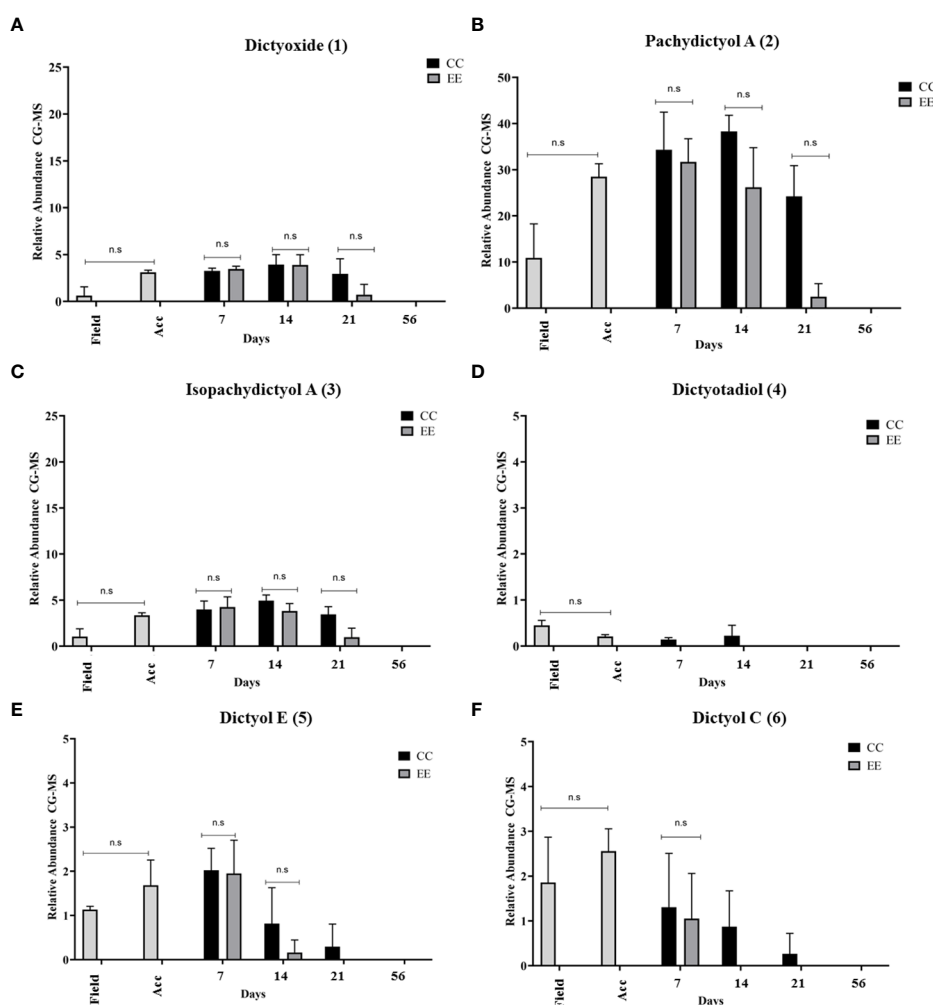 A
Dictyoxide (1)
CC
EE
Relative Abundance CG-MS
25
20
15
10
5
0
n.s
n.s
n.s
n.s
Field
Acc
7
14
21
56
Days
B
Pachydictyol A (2)
CC
EE
Relative Abundance CG-MS
50
40
30
20
10
0
n.s
n.s
n.s
n.s
Field
Acc
7
14
21
56
Days
C
Isopachydictyol A (3)
CC
EE
Relative Abundance CG-MS
25
20
15
10
5
0
n.s
n.s
n.s
n.s
Field
Acc
7
14
21
56
Days
D
Dictyotadiol (4)
CC
EE
Relative Abundance CG-MS
5
4
3
2
1
0
n.s
Field
Acc
7
14
21
56
Days
E
Dictyol E (5)
CC
EE
Relative Abundance CG-MS
5
4
3
2
1
0
n.s
n.s
n.s
Field
Acc
7
14
21
56
Days
F
Dictyol C (6)
CC
EE
Relative Abundance CG-MS
5
4
3
2
1
0
n.s
n.s
Field
Acc
7
14
21
56
Days